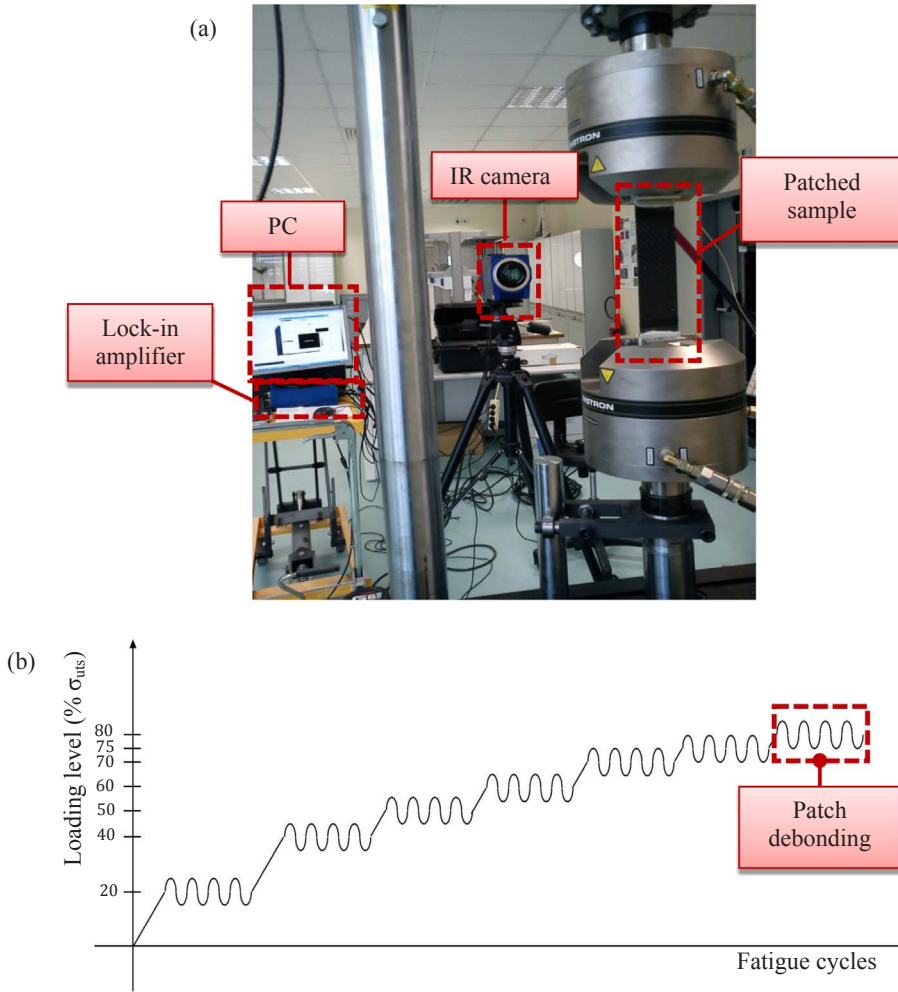 (a)
IR camera
Patched
sample
PC
Lock-in
amplifier
INSTRON
INSTRON
(b)
Loading level (% σuts)
80
75
70
60
50
40
20
Patch
debonding
Fatigue cycles